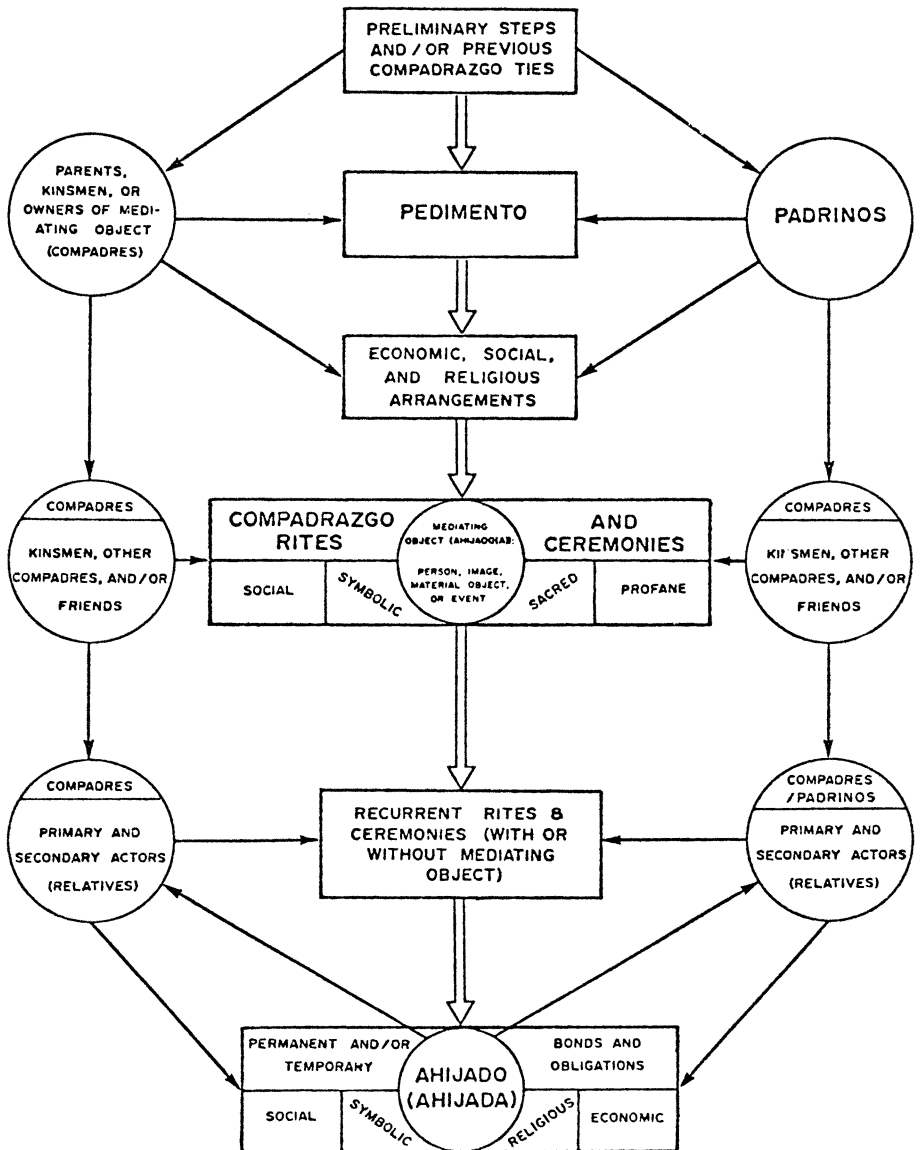 PRELIMINARY STEPS
AND/OR PREVIOUS
COMPADRAZGO TIES
PARENTS,
KINSMEN, OR
OWNERS OF MEDI-
ATING OBJECT
(COMPADRES)
PEDIMENTO
PADRINOS
ECONOMIC, SOCIAL,
AND RELIGIOUS
ARRANGEMENTS
COMPADRES
KINSMEN, OTHER
COMPADRES, AND/OR
FRIENDS
COMPADRAZGO
RITES
SOCIAL
SYMBOLIC
MEDIATING
OBJECT
PERSON, IMAGE,
MATERIAL OBJECT,
OR EVENT
AND
CEREMONIES
SACRED
PROFANE
COMPADRES
KINSMEN, OTHER
COMPADRES, AND/OR
FRIENDS
COMPADRES
PRIMARY AND
SECONDARY ACTORS
(RELATIVES)
RECURRENT RITES &
CEREMONIES (WITH OR
WITHOUT MEDIATING
OBJECT)
COMPADRES
/PADRINOS
PRIMARY AND
SECONDARY ACTORS
(RELATIVES)
PERMANENT AND/OR
TEMPORARY
SOCIAL
SYMBOLIC
AHIJADO
(AHIJADA)
BONDS AND
OBLIGATIONS
RELIGIOUS
ECONOMIC